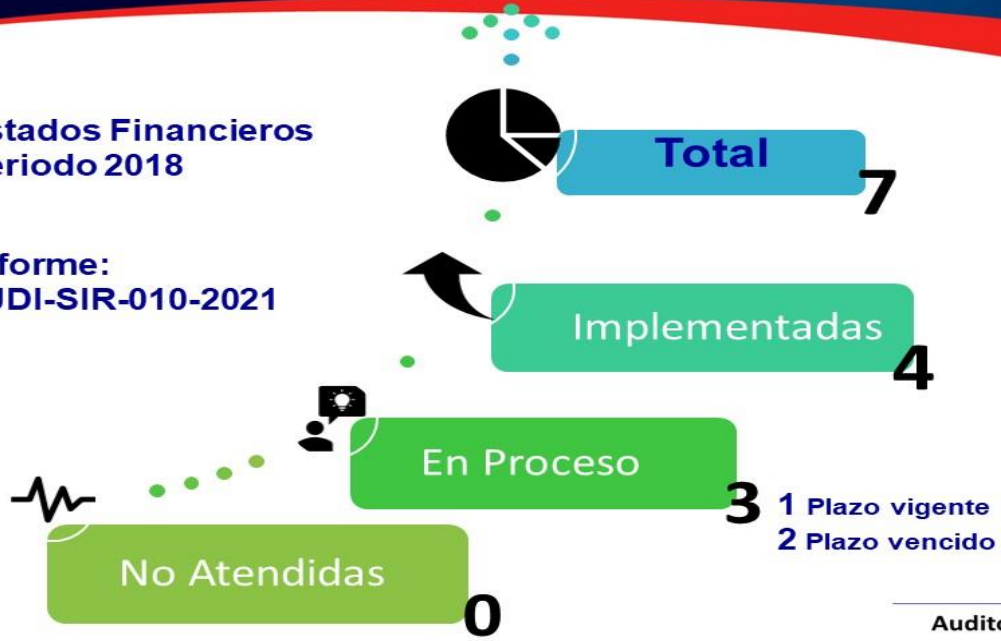 stados Financieros
eriodo 2018
Total
7
forme:
UDI-SIR-010-2021
Implementadas
4
En Proceso
3
1 Plazo vigente
2 Plazo vencido
No Atendidas
0
Audito